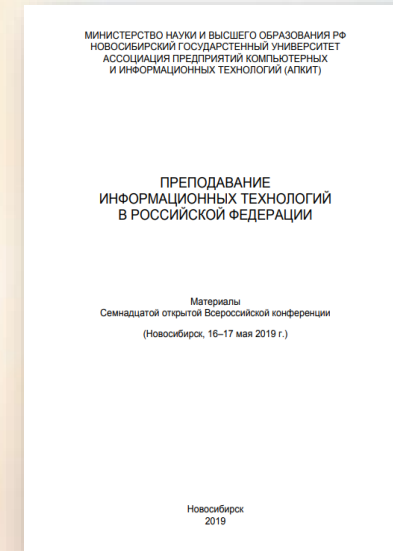 МИНИСТЕРСТВО НАУКИ И ВЫСШЕГО ОБРАЗОВАНИЯ РФ
НОВОСИБИРСКИЙ ГОСУДАРСТЕННЫЙ УНИВЕРСИТЕТ
АССОЦИАЦИЯ ПРЕДПРИЯТИЙ КОМПЬЮТЕРНЫХ
И ИНФОРМАЦИОННЫХ ТЕХНОЛОГИЙ (АПКИТ)
ПРЕПОДАВАНИЕ
ИНФОРМАЦИОННЫХ ТЕХНОЛОГИЙ
В РОССИЙСКОЙ ФЕДЕРАЦИИ
Материалы
Семнадцатой открытой Всероссийской конференции
(Новосибирск, 16–17 мая 2019 г.)
Новосибирск
2019